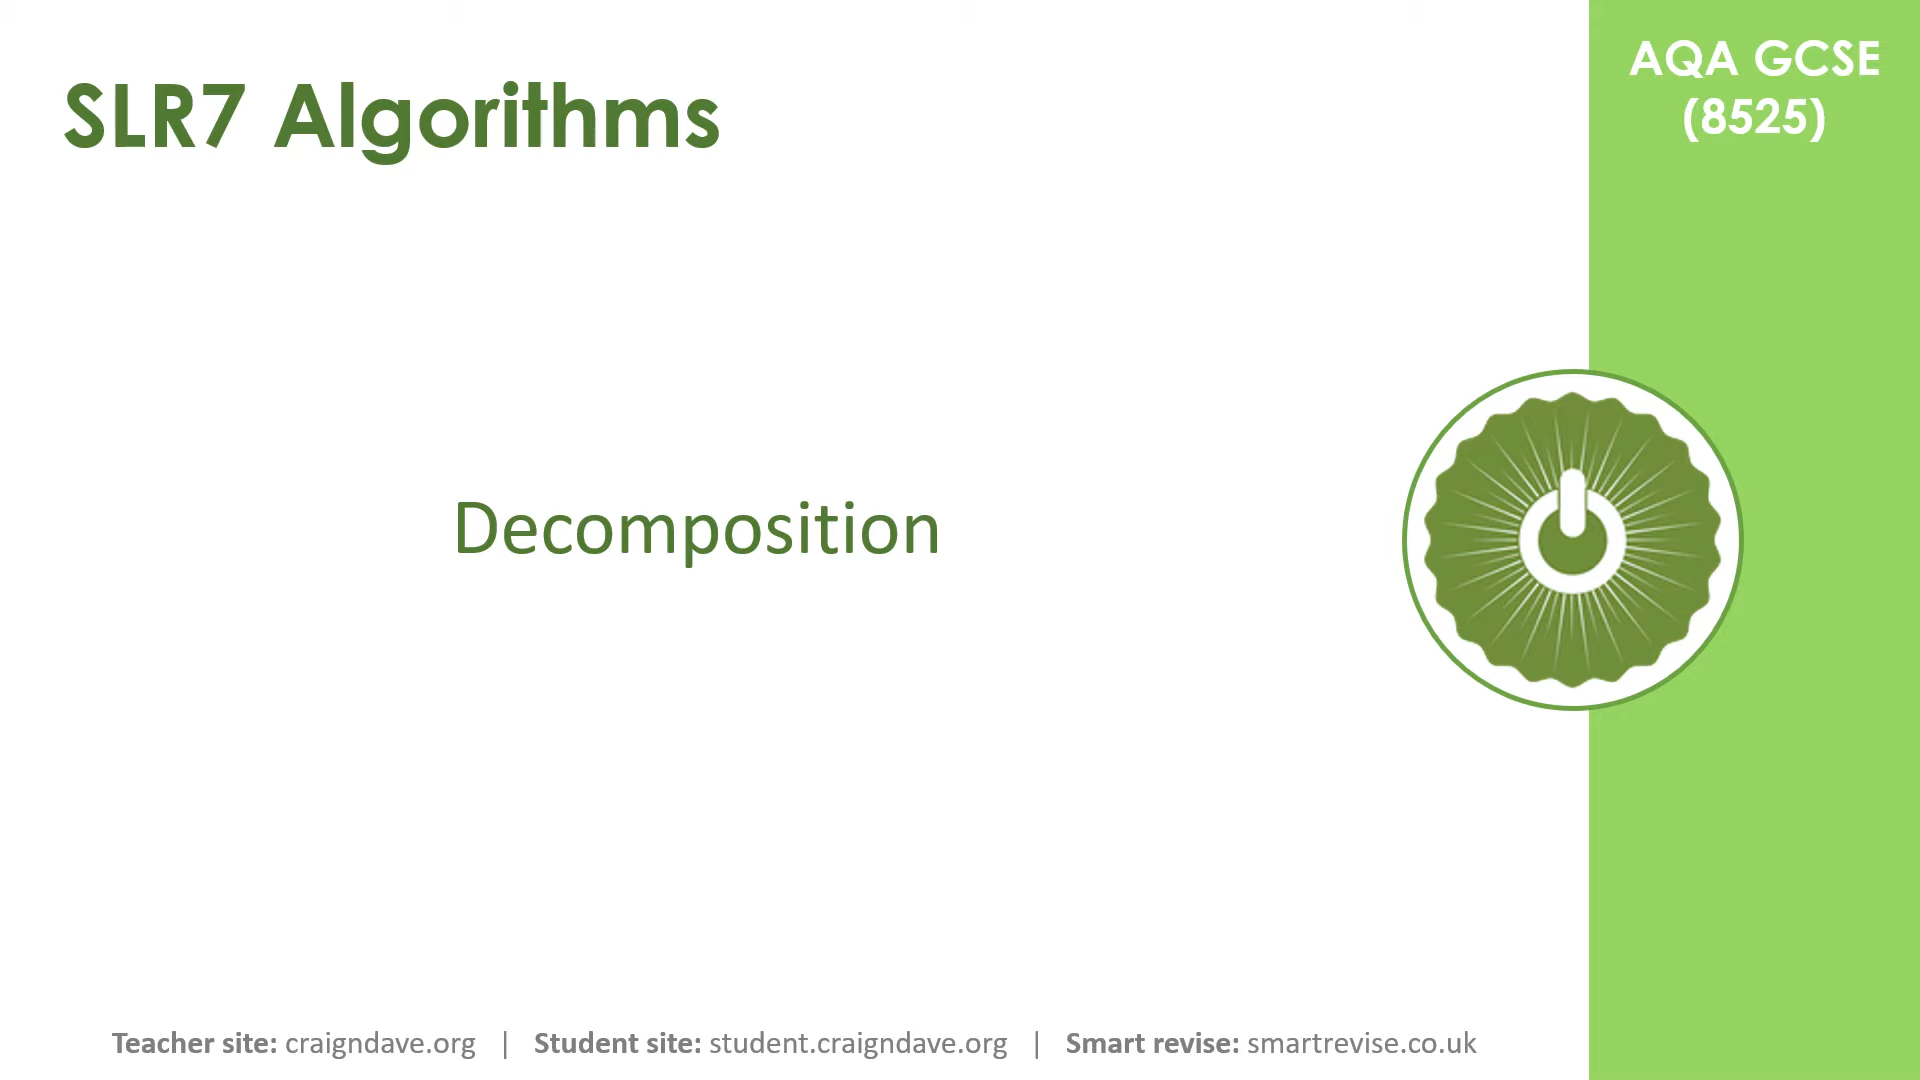 SLR7 Algorithms
AQA GCSE
(8525)
Decomposition
Teacher site: craigndave.org | Student site: student.craigndave.org | Smart revise: smartrevise.co.uk